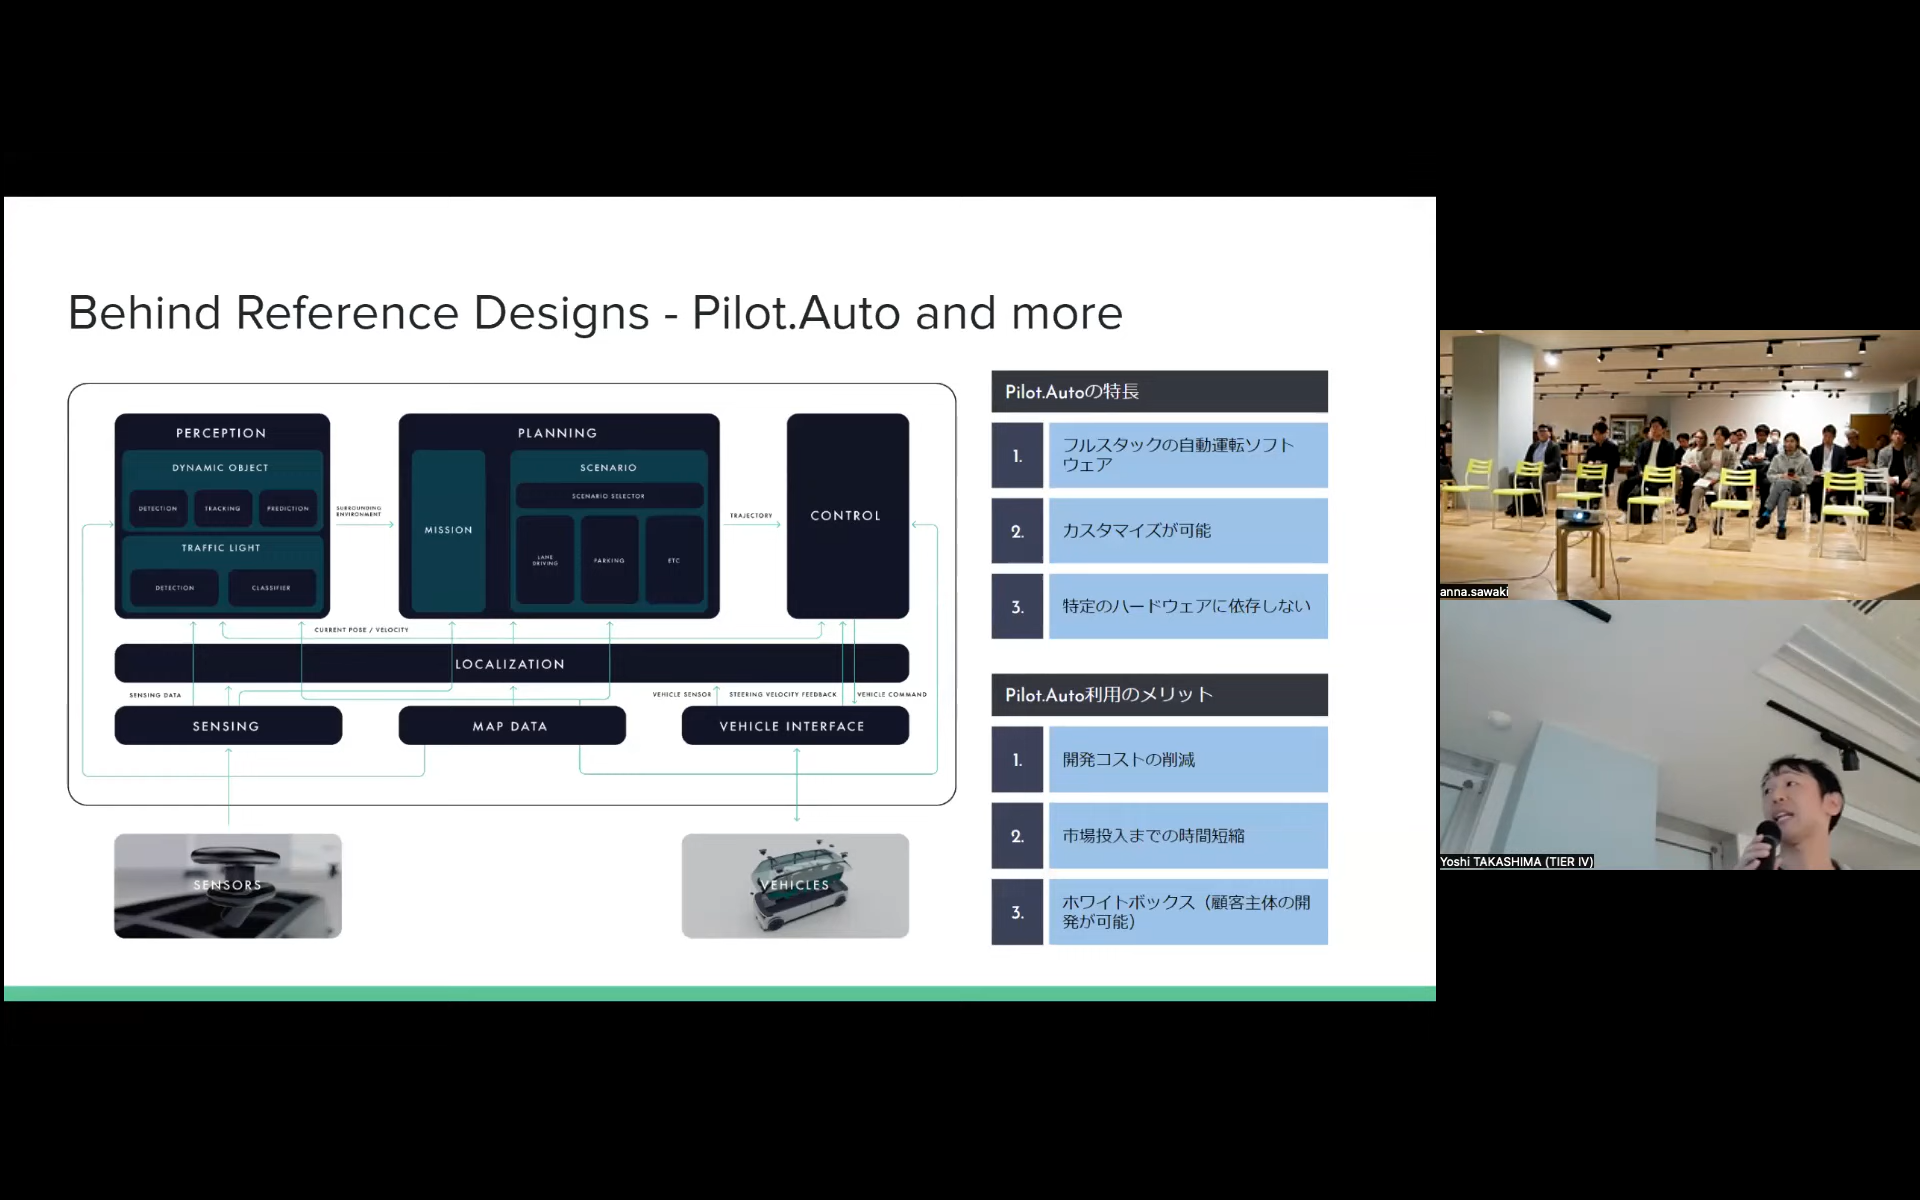 Behind Reference Designs - Pilot.Auto and more
PERCEPTION
DYNAMIC OBJECT
DETECTION
TRACKING
PREDICTION
TRAFFIC LIGHT
DETECTION
CLASSIFIER
SURROUNDING
ENVIRONMENT
PLANNING
MISSION
SCENARIO
SCENARIO SELECTOR
LANE
DRIVING
PARKING
ETC
TRAJECTORY
CONTROL
CURRENT POSE / VELOCITY
LOCALIZATION
SENSING DATA
VEHICLE SENSOR
STEERING VELOCITY FEEDBACK
VEHICLE COMMAND
SENSING
MAP DATA
VEHICLE INTERFACE
SENSORS
VEHICLES
Pilot.Autoの特長
1.
フルスタックの自動運転ソフト
ウェア
2.
カスタマイズが可能
3.
特定のハードウェアに依存しない
Pilot.Auto利用のメリット
1.
開発コストの削減
2.
市場投入までの時間短縮
3.
ホワイトボックス（顧客主体の開
発が可能）
anna.sawaki
Yoshi TAKASHIMA (TIER IV)